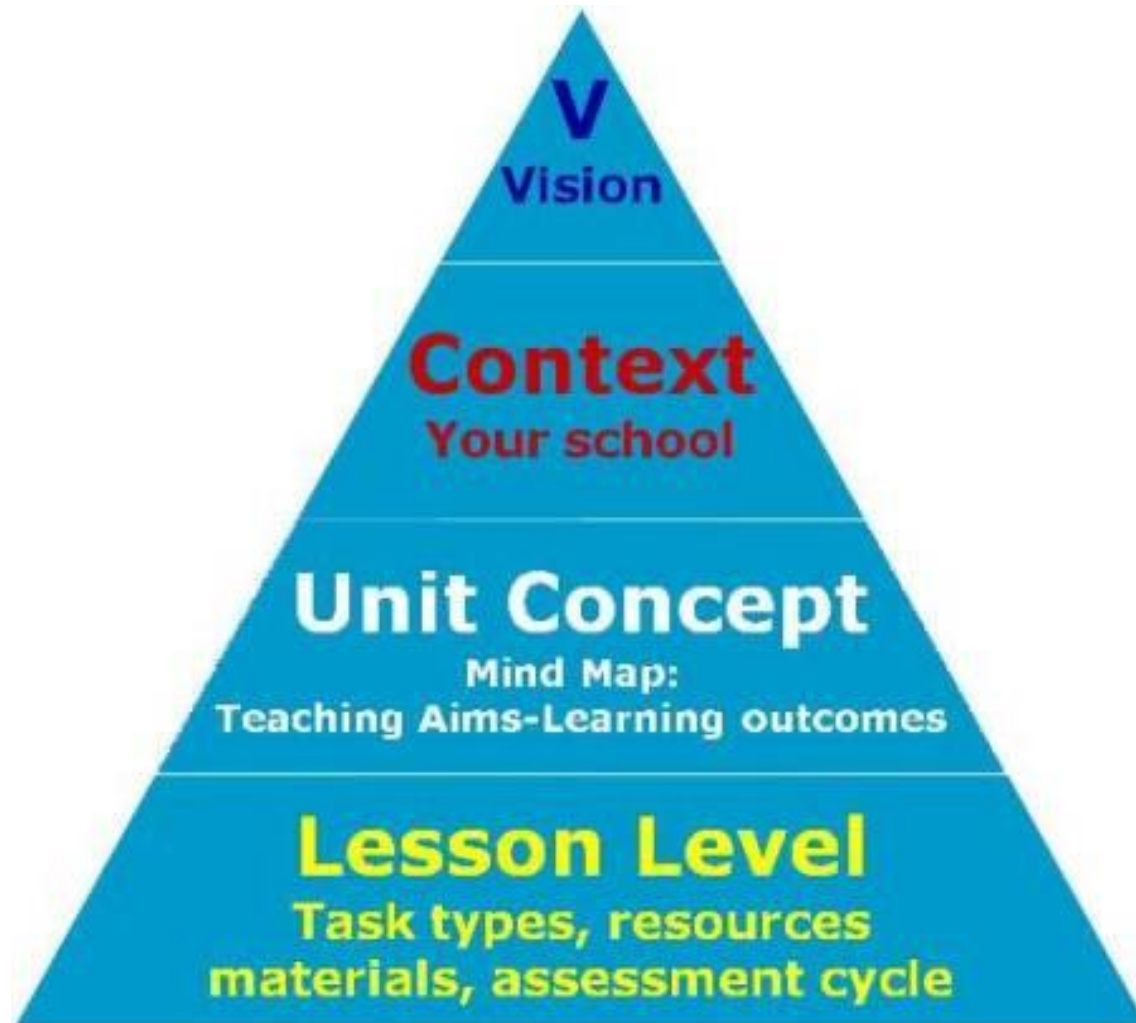 V
Vision
Context
Your school
Unit Concept
Mind Map:
Teaching Aims-Learning outcomes
Lesson Level
Task types, resources
materials, assessment cycle